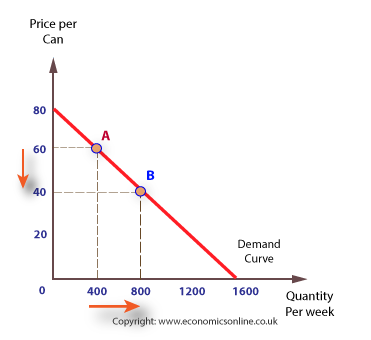 Price per
Can
80
A
60
B
40
20
Demand
Curve
0
400 800 1200 1600
Quantity
Per week
Copyright: www.economicsonline.co.uk